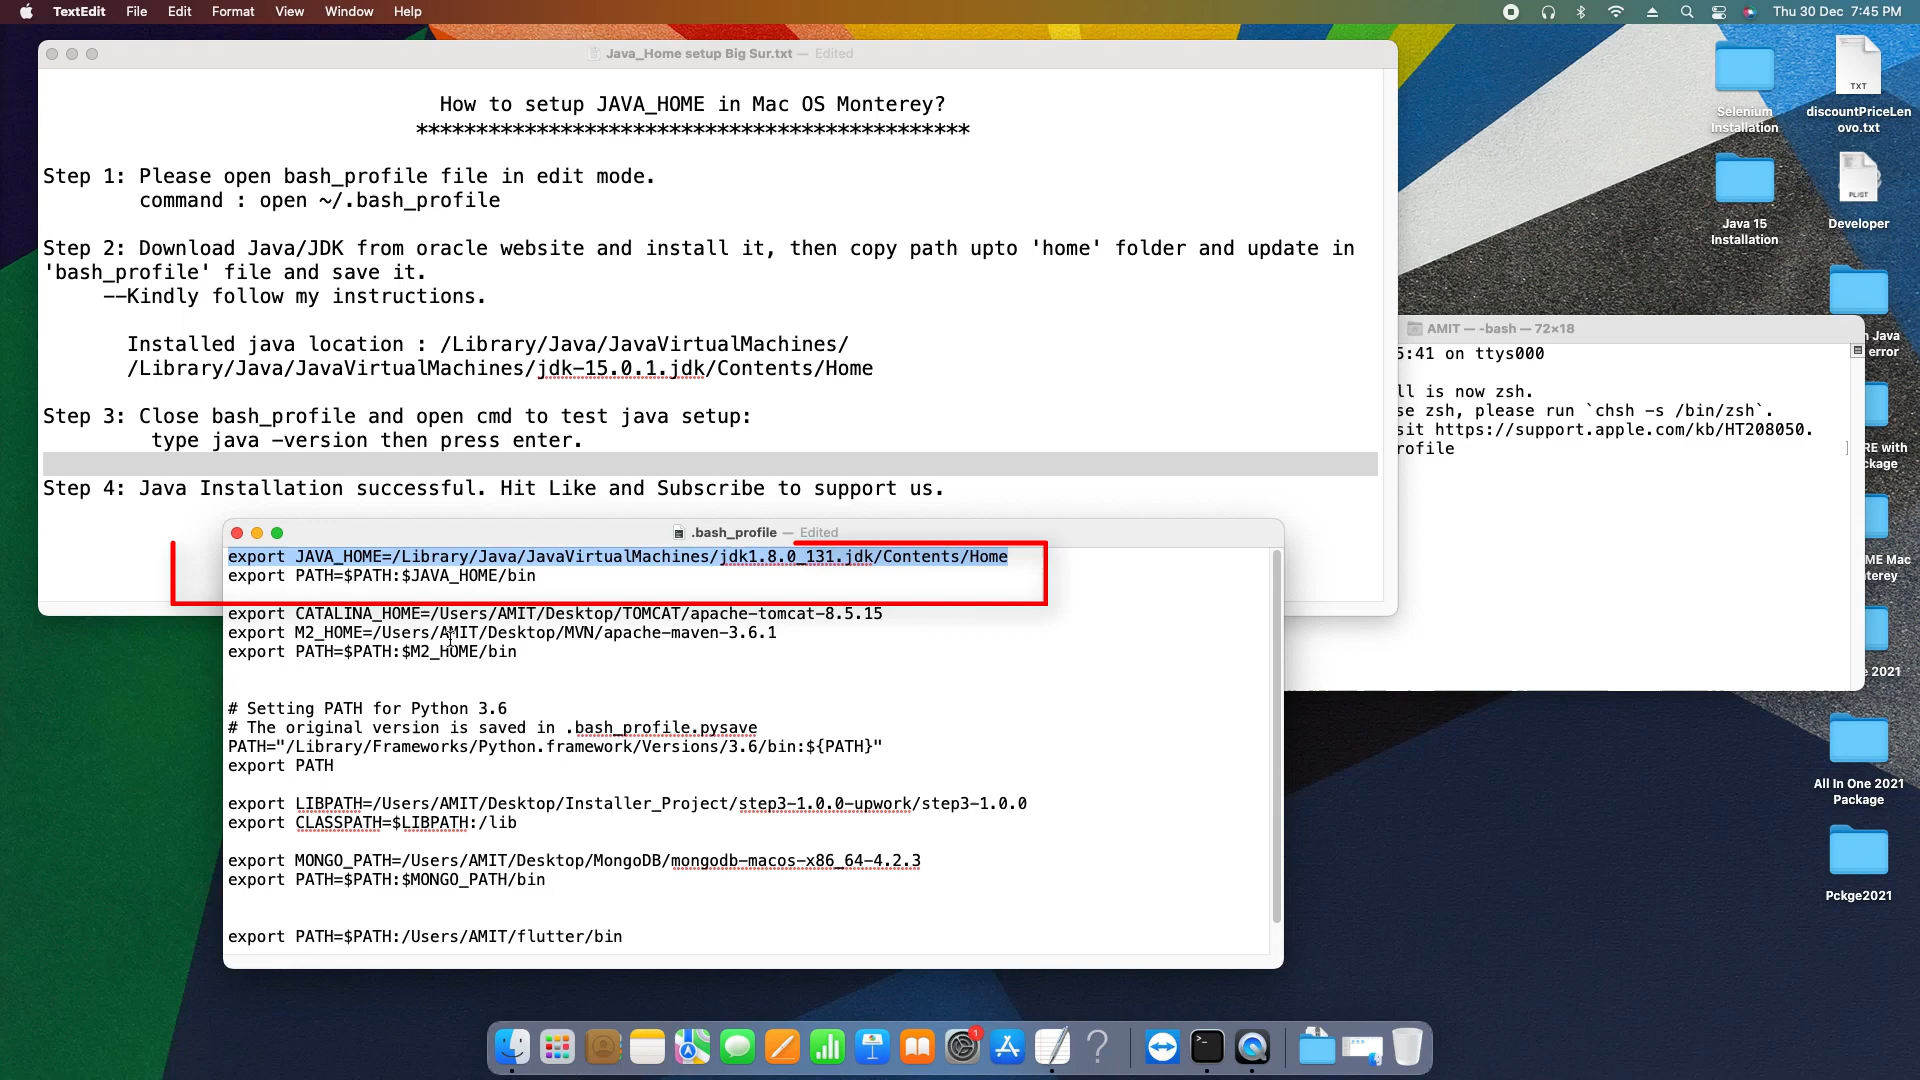 TextEdit File Edit Format View Window Help
Thu 30 Dec 7:45 PM
Java_Home setup Big Sur.txt — Edited
How to setup JAVA_HOME in Mac OS Monterey?
**********************************************
Step 1: Please open bash_profile file in edit mode.
command : open ~/.bash_profile
Step 2: Download Java/JDK from oracle website and install it, then copy path upto 'home' folder and update in
'bash_profile' file and save it.
--Kindly follow my instructions.
Installed java location : /Library/Java/JavaVirtualMachines/
/Library/Java/JavaVirtualMachines/jdk-15.0.1.jdk/Contents/Home
Step 3: Close bash_profile and open cmd to test java setup:
type java -version then press enter.
Step 4: Java Installation successful. Hit Like and Subscribe to support us.
.bash_profile — Edited
export JAVA_HOME=/Library/Java/JavaVirtualMachines/jdk1.8.0_131.jdk/Contents/Home
export PATH=$PATH:$JAVA_HOME/bin
export CATALINA_HOME=/Users/AMIT/Desktop/TOMCAT/apache-tomcat-8.5.15
export M2_HOME=/Users/AMIT/Desktop/MVN/apache-maven-3.6.1
export PATH=$PATH:$M2_HOME/bin
# Setting PATH for Python 3.6
# The original version is saved in .bash_profile.pysave
PATH="/Library/Frameworks/Python.framework/Versions/3.6/bin:${PATH}"
export PATH
export LIBPATH=/Users/AMIT/Desktop/Installer_Project/step3-1.0.0-upwork/step3-1.0.0
export CLASSPATH=$LIBPATH:/lib
export MONGO_PATH=/Users/AMIT/Desktop/MongoDB/mongodb-macos-x86_64-4.2.3
export PATH=$PATH:$MONGO_PATH/bin
export PATH=$PATH:/Users/AMIT/flutter/bin
AMIT — -bash — 72×18
5:41 on ttys000
ll is now zsh.
se zsh, please run `chsh -s /bin/zsh`.
sit https://support.apple.com/kb/HT208050.
rofile
Selenium
Installation
TXT
discountPriceLen
ovo.txt
Java 15
Installation
PLIST
Developer
n Java
error
RE with
ckage
ME Mac
terey
e 2021
All In One 2021
Package
Pckge2021
1